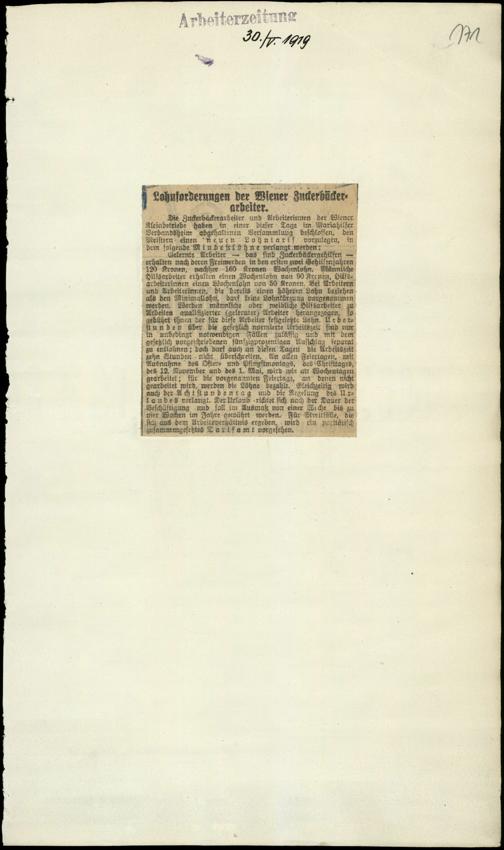 Arbeiterzeitung
30./V. 1919
171
Lohnforderungen der Wiener Zuckerbäcker-
arbeiter.
Die Zuckerbäckerarbeiter und Arbeiterinnen der Wiener
Kleinbetriebe haben in einer dieser Tage im Mariahilfer
Verbandsheim abgehaltenen Versammlung beschlossen, den
Meistern einen neuen Lohntarif vorzulegen, in
dem folgende Mindestlöhne verlangt werden:
Gelernte Arbeiter — das sind Zuckerbäckergehilfen —
erhalten nach deren Freiwerden in den ersten zwei Gehilfenjahren
120 Kronen, nachher 160 Kronen Wochenlohn. Männliche
Hilfsarbeiter erhalten einen Wochenlohn von 90 Kronen, Hilfs-
arbeiterinnen einen Wochenlohn von 50 Kronen. Bei Arbeitern
und Arbeiterinnen, die bereits einen höheren Lohn beziehen
als den Minimallohn, darf keine Lohnkürzung vorgenommen
werden. Werden männliche oder weibliche Hilfsarbeiter zu
Arbeiten qualifizierter (gelernter) Arbeiter herangezogen, so
gebührt ihnen der für diese Arbeiter festgesetzte Lohn. Ueber-
stunden über die gesetzlich normierte Arbeitszeit sind nur
in unbedingt notwendigen Fällen zulässig und mit dem
gesetzlich vorgeschriebenen fünfzigprozentigen Aufschlag separat
zu entlohnen; doch darf auch an diesen Tagen die Arbeitszeit
zehn Stunden nicht überschreiten. An allen Feiertagen, mit
Ausnahme des Oster- und Pfingstmontags, des Christtages,
des 12. November und des 1. Mai, wird wie an Wochentagen
gearbeitet; für die vorgenannten Feiertage, an denen nicht
gearbeitet wird, werden die Löhne bezahlt. Gleichzeitig wird
auch der Achtstundentag und die Regelung des Ur-
laubes verlangt. Der Urlaub richtet sich nach der Dauer der
Beschäftigung und soll im Ausmaß von einer Woche bis zu
vier Wochen im Jahre gewährt werden. Für Streitfälle, die
sich aus dem Arbeitsverhältnis ergeben, wird ein paritätisch
zusammengesetztes Tarifamt vorgesehen.